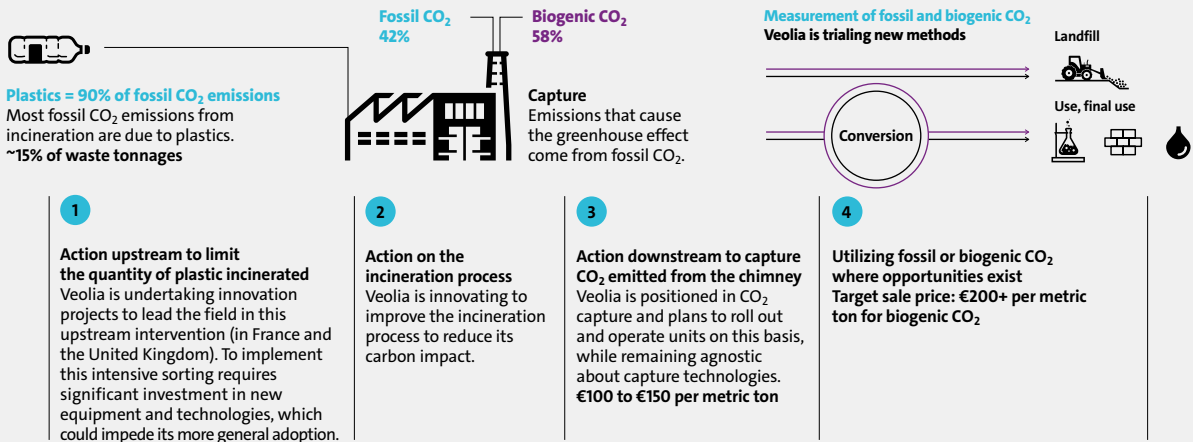 Fossil CO₂
42%
Biogenic CO₂
58%
Measurement of fossil and biogenic CO₂
Veolia is trialing new methods
Landfill
Plastics = 90% of fossil CO₂ emissions
Most fossil CO₂ emissions from
incineration are due to plastics.
~15% of waste tonnages
Capture
Emissions that cause
the greenhouse effect
come from fossil CO₂.
Conversion
Use, final use
1
Action upstream to limit
the quantity of plastic incinerated
Veolia is undertaking innovation
projects to lead the field in this
upstream intervention (in France and
the United Kingdom). To implement
this intensive sorting requires
significant investment in new
equipment and technologies, which
could impede its more general adoption.
2
Action on the
incineration process
Veolia is innovating to
improve the incineration
process to reduce its
carbon impact.
3
Action downstream to capture
CO₂ emitted from the chimney
Veolia is positioned in CO₂
capture and plans to roll out
and operate units on this basis,
while remaining agnostic
about capture technologies.
€100 to €150 per metric ton
4
Utilizing fossil or biogenic CO₂
where opportunities exist
Target sale price: €200+ per metric
ton for biogenic CO₂